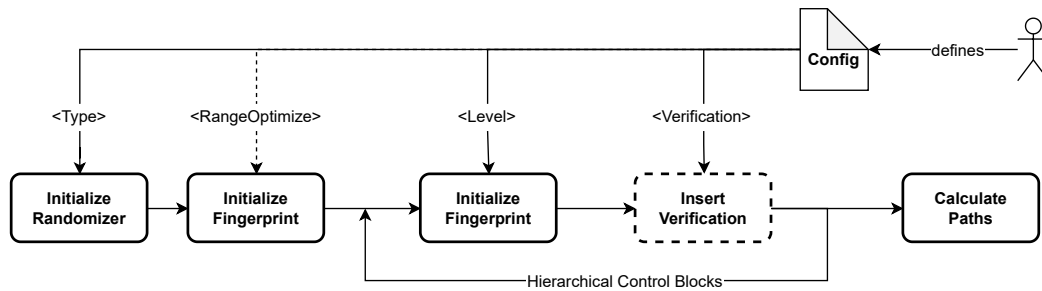 Config
defines
<Type>
<RangeOptimize>
<Level>
<Verification>
Initialize
Randomizer
Initialize
Fingerprint
Initialize
Fingerprint
Insert
Verification
Calculate
Paths
Hierarchical Control Blocks